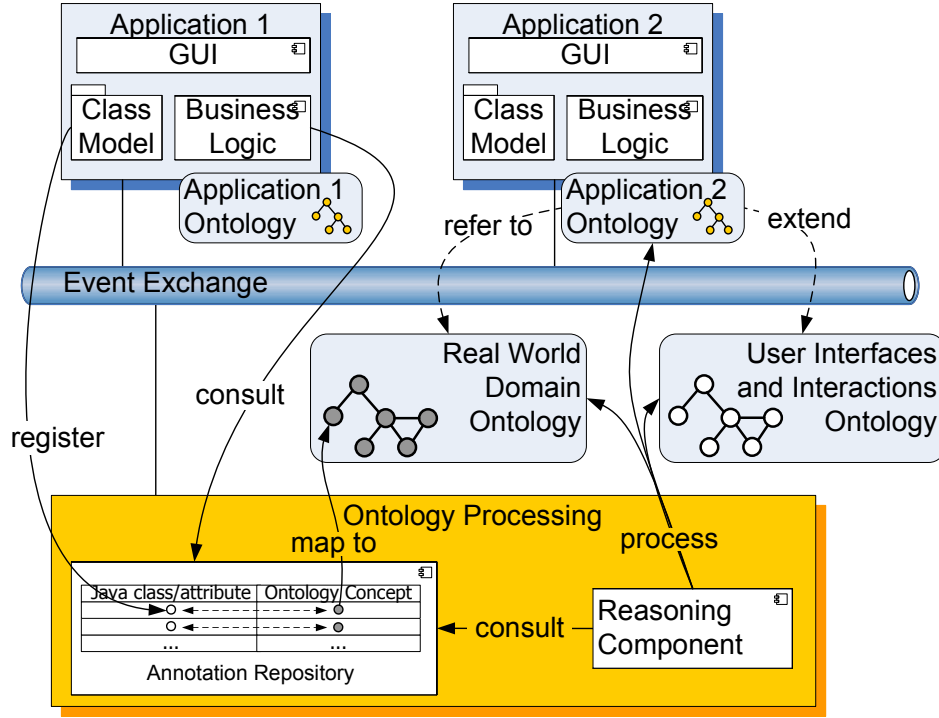 Application 1
GUI
Class
Model
Business
Logic
Application 1
Ontology
Application 2
GUI
Class
Model
Business
Logic
Application 2
Ontology
refer to
extend
Event Exchange
Real World
Domain
Ontology
User Interfaces
and Interactions
Ontology
consult
register
Ontology Processing
map to
process
Java class/attribute
Ontology Concept
...
...
Annotation Repository
consult
Reasoning
Component